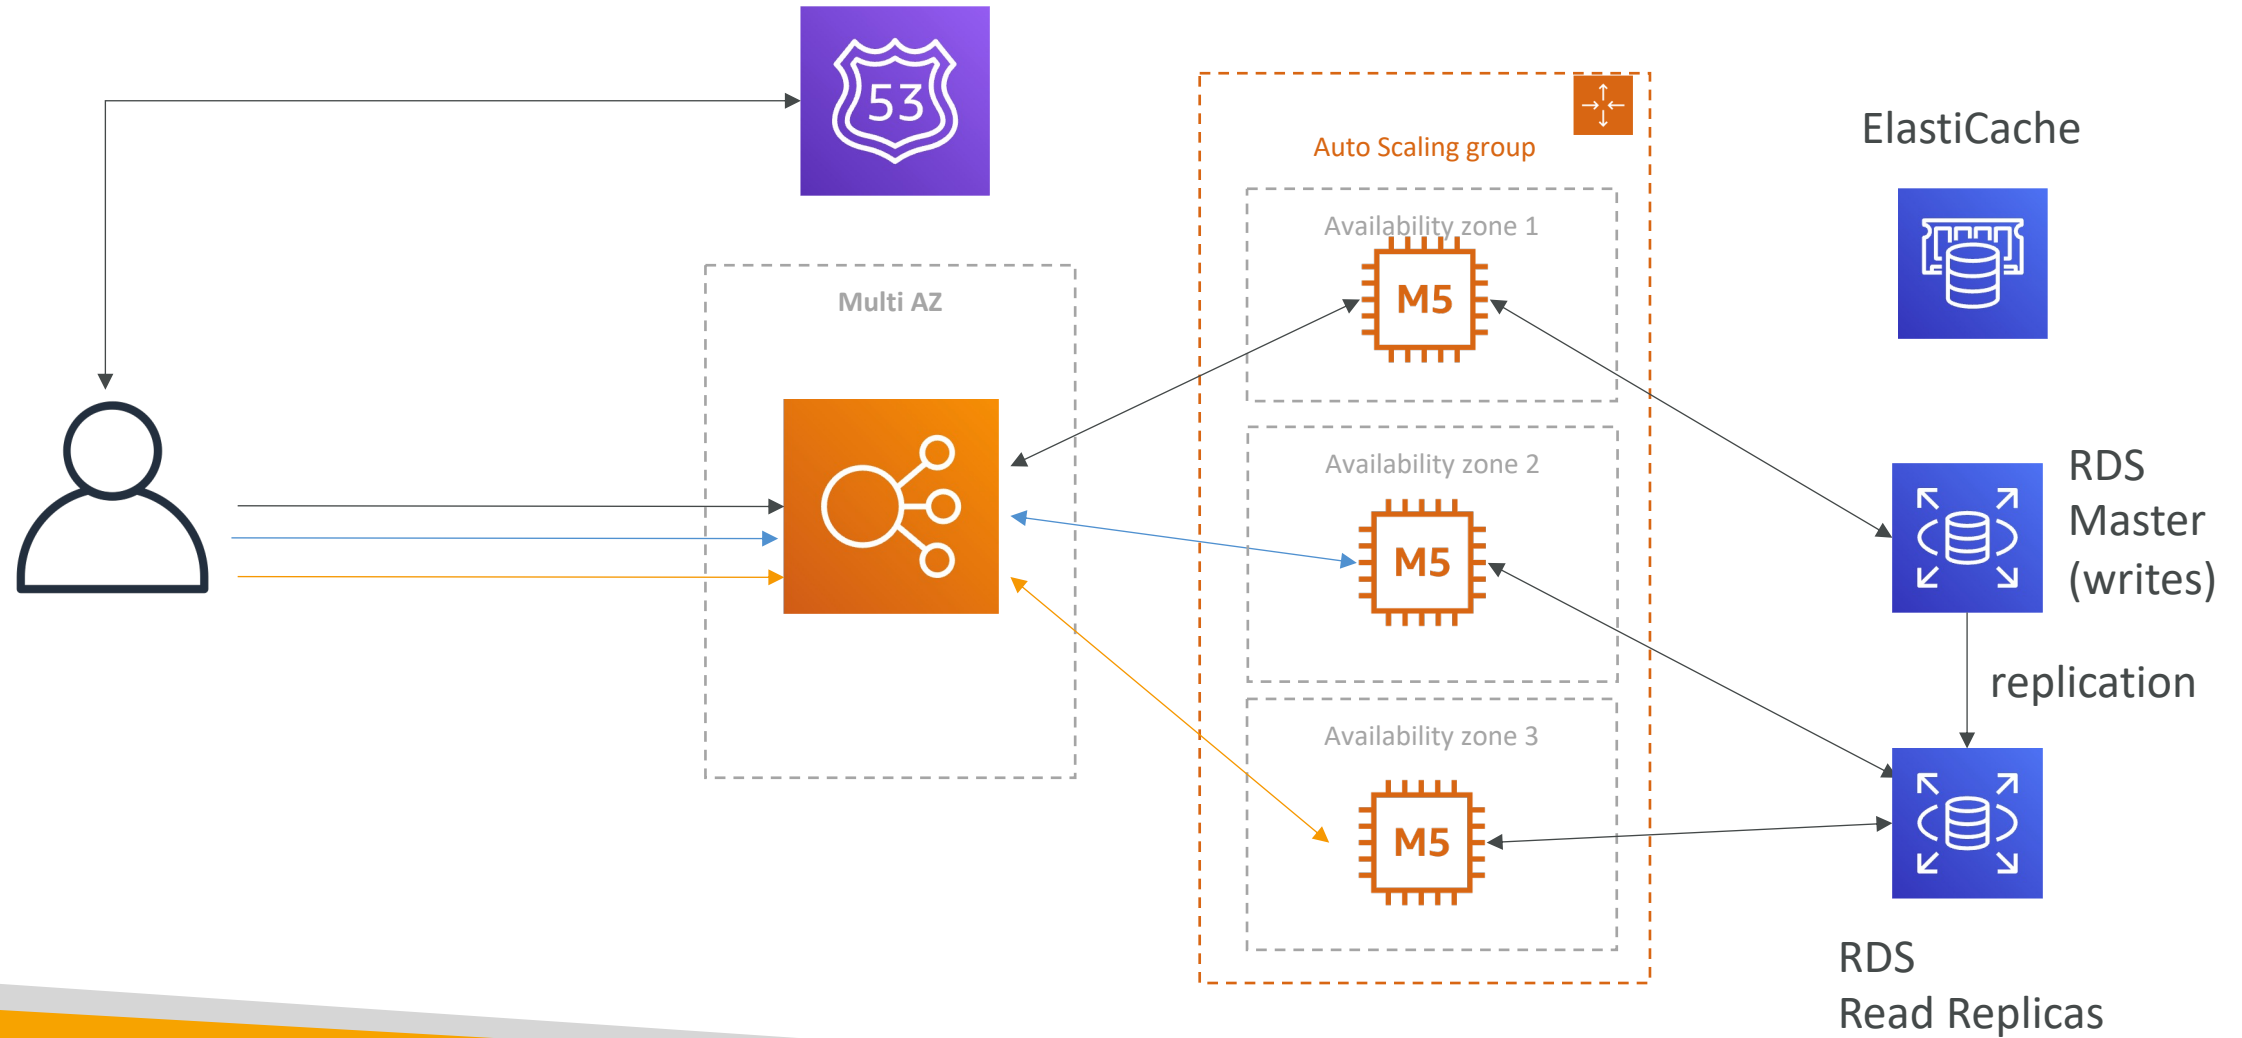 53
Auto Scaling group
ElastiCache
Availability zone 1
M5
Multi AZ
Availability zone 2
M5
RDS
Master
(writes)
replication
Availability zone 3
M5
RDS
Read Replicas